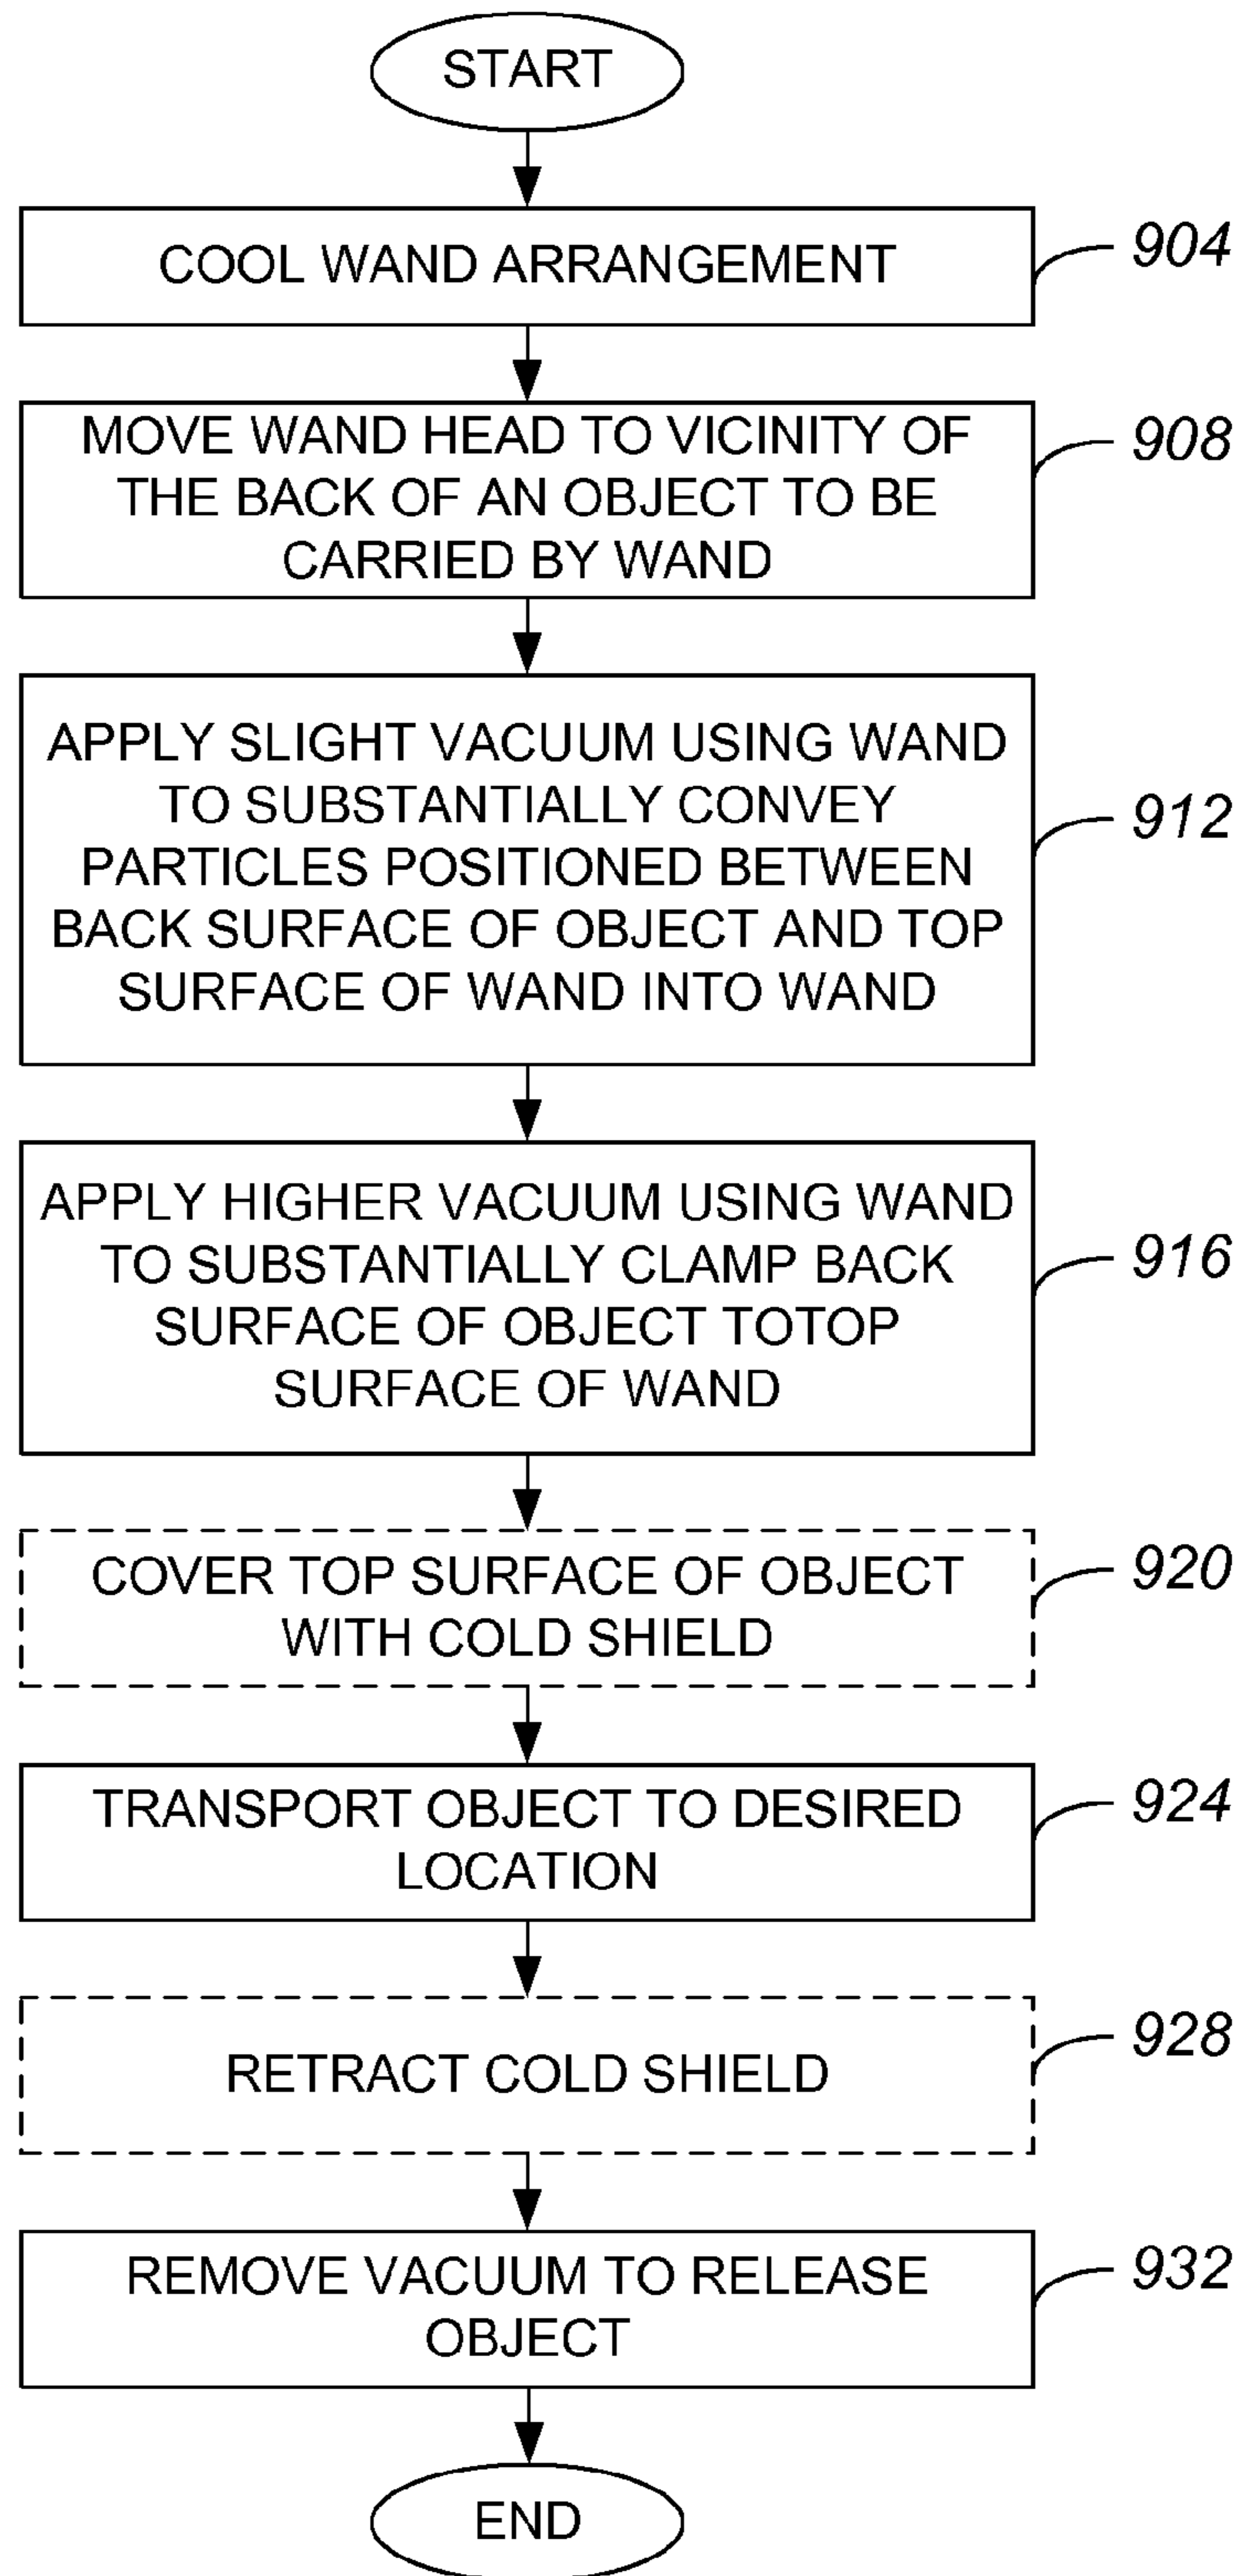 START
COOL WAND ARRANGEMENT
904
MOVE WAND HEAD TO VICINITY OF
THE BACK OF AN OBJECT TO BE
CARRIED BY WAND
908
APPLY SLIGHT VACUUM USING WAND
TO SUBSTANTIALLY CONVEY
PARTICLES POSITIONED BETWEEN
BACK SURFACE OF OBJECT AND TOP
SURFACE OF WAND INTO WAND
912
APPLY HIGHER VACUUM USING WAND
TO SUBSTANTIALLY CLAMP BACK
SURFACE OF OBJECT TOTOP
SURFACE OF WAND
916
COVER TOP SURFACE OF OBJECT
WITH COLD SHIELD
920
TRANSPORT OBJECT TO DESIRED
LOCATION
924
RETRACT COLD SHIELD
928
REMOVE VACUUM TO RELEASE
OBJECT
932
END